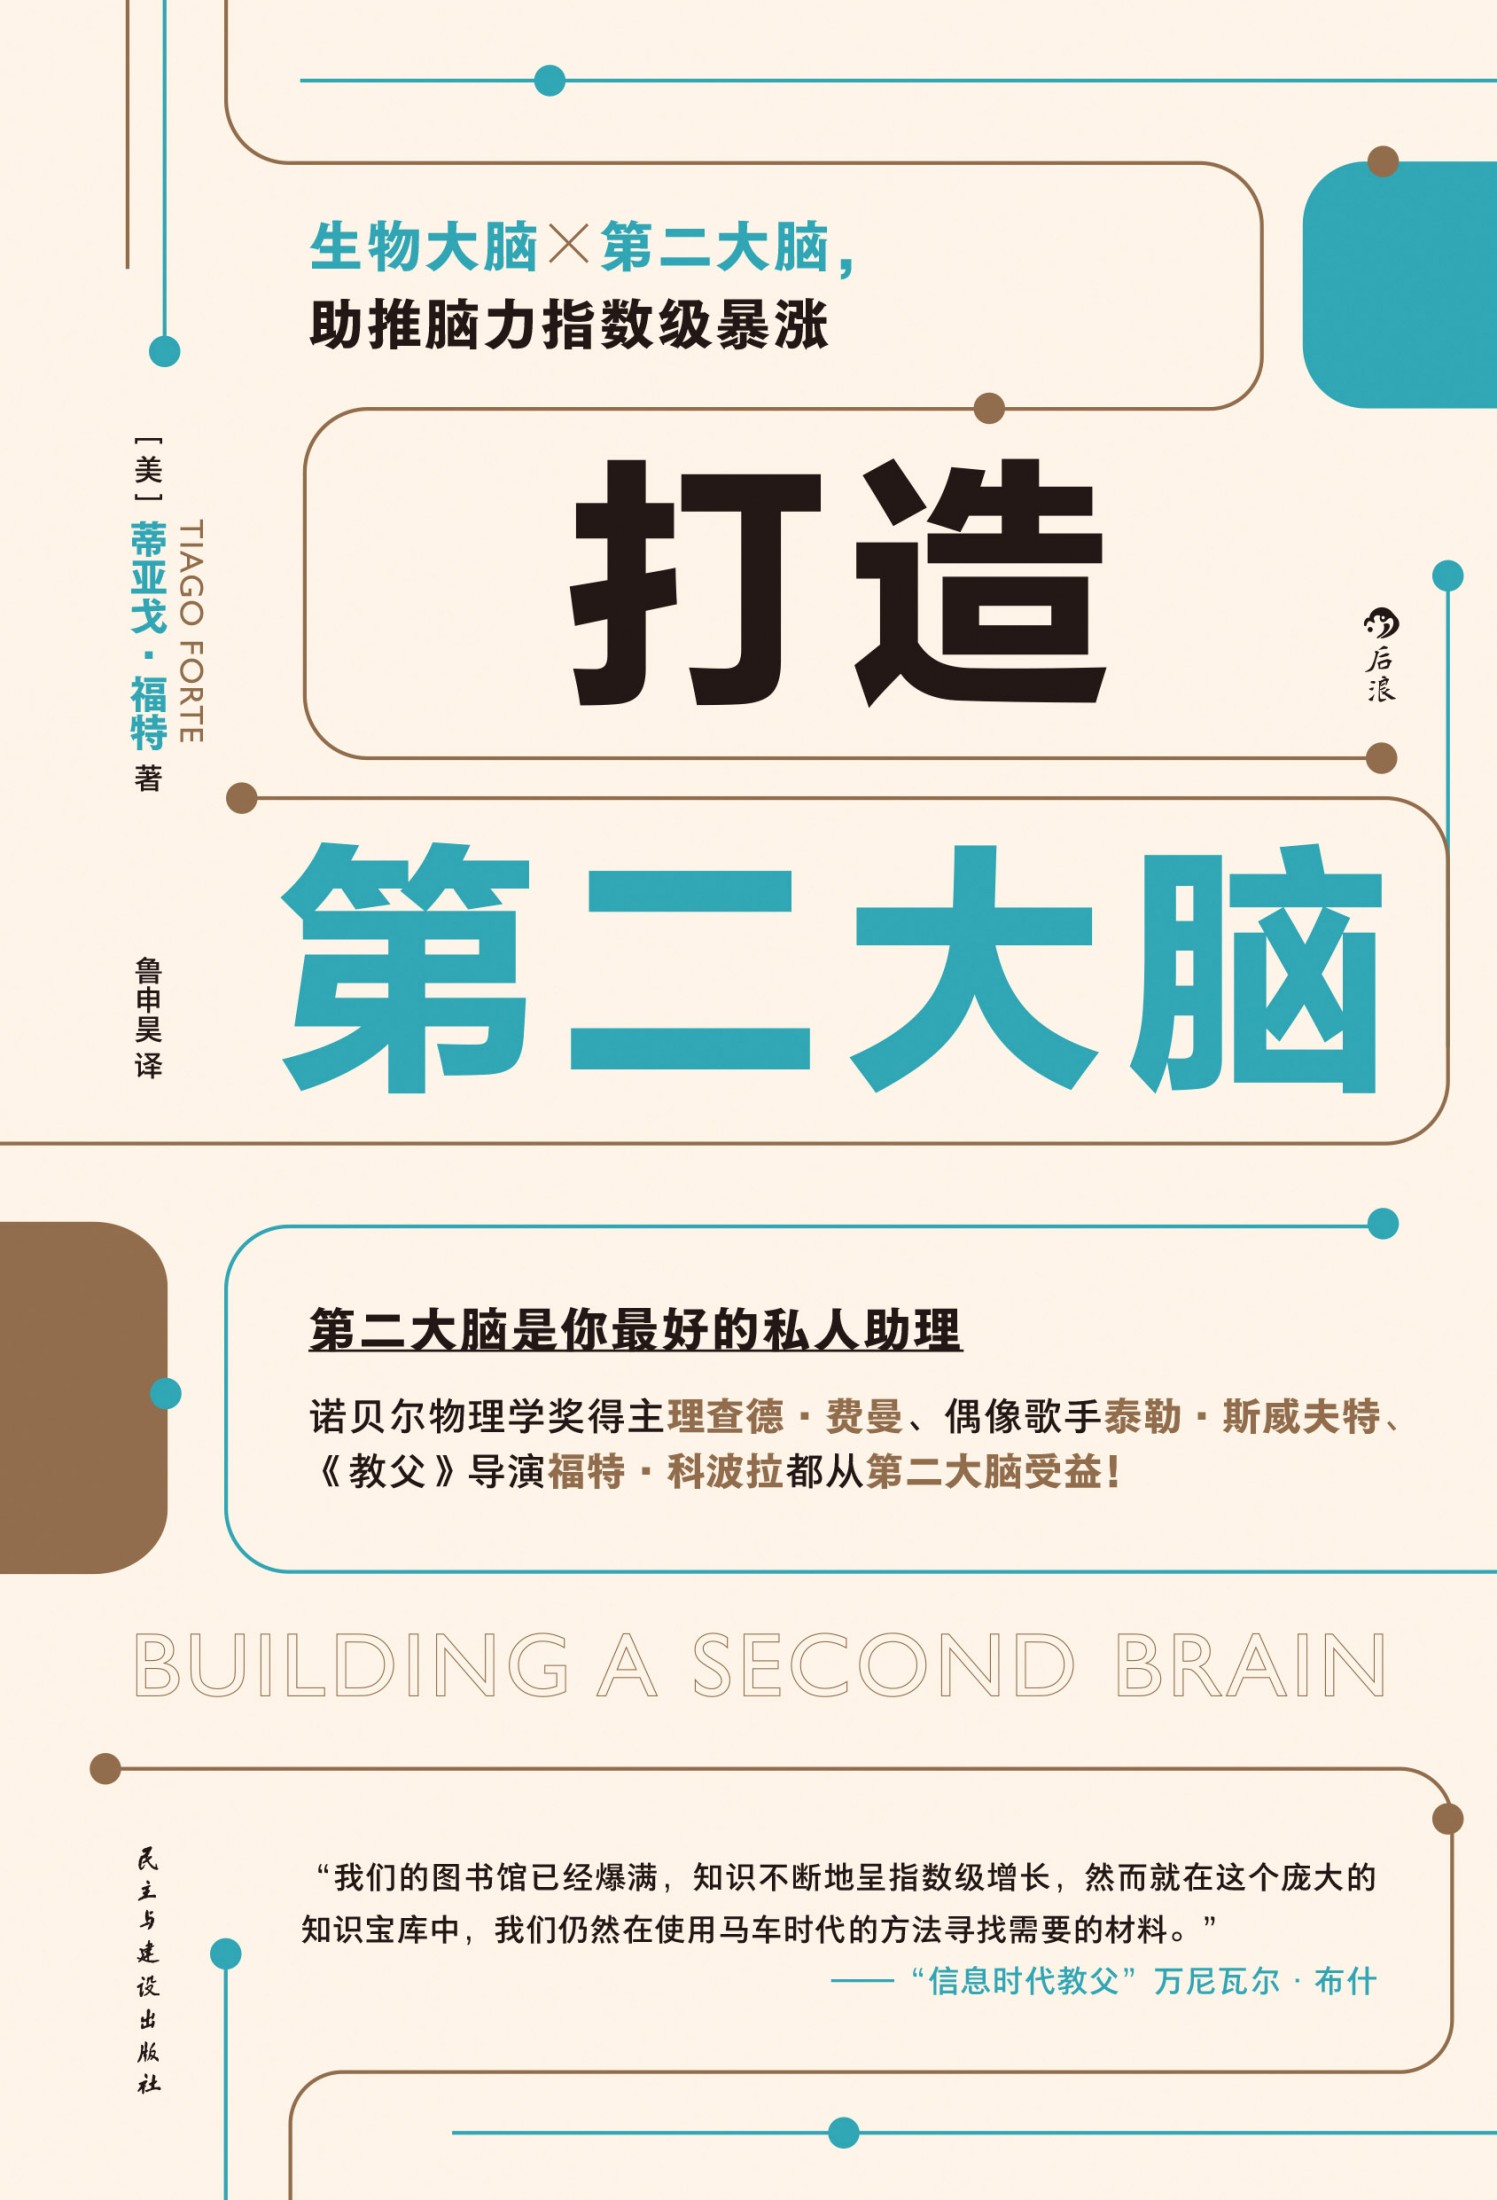 生物大脑×第二大脑，
助推脑力指数级暴涨
打造
第二大脑
[美]蒂亚戈·福特 著
TIAGO FORTE
鲁申昊 译
后浪
第二大脑是你最好的私人助理
诺贝尔物理学奖得主理查德·费曼、偶像歌手泰勒·斯威夫特、
《教父》导演福特·科波拉都从第二大脑受益！
BUILDING A SECOND BRAIN
“我们的图书馆已经爆满，知识不断地呈指数级增长，然而就在这个庞大的
知识宝库中，我们仍然在使用马车时代的方法寻找需要的材料。”
——“信息时代教父”万尼瓦尔·布什
民主与建设出版社